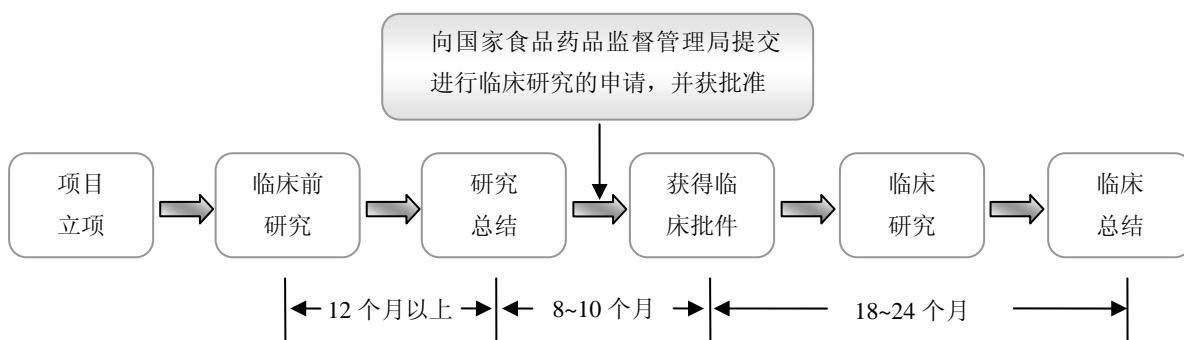 向国家食品药品监督管理局提交
进行临床研究的申请，并获批准
项目
立项
临床前
研究
研究
总结
获得临
床批件
临床
研究
临床
总结
12 个月以上
8~10 个月
18~24 个月